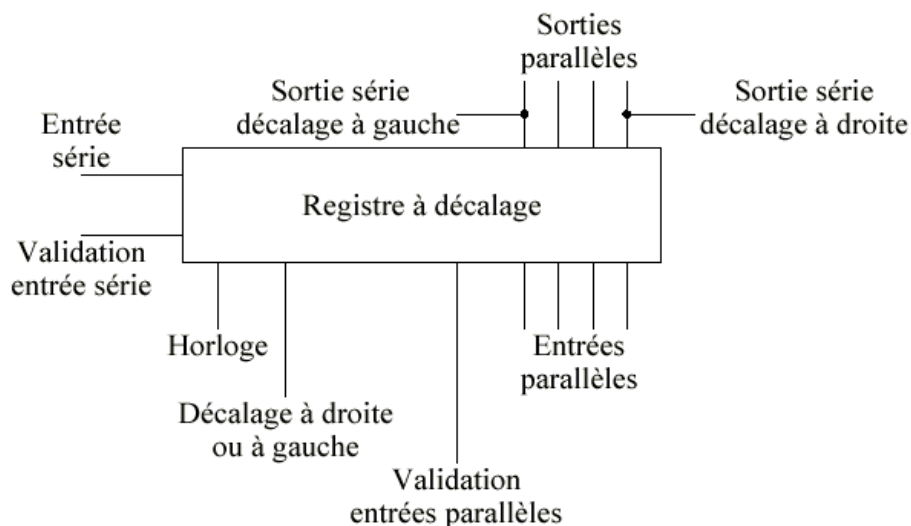 Sorties
parallèles
Sortie série
décalage à gauche
Sortie série
décalage à droite
Entrée
série
Registre à décalage
Validation
entrée série
Horloge
Entrées
parallèles
Décalage à droite
ou à gauche
Validation
entrées parallèles